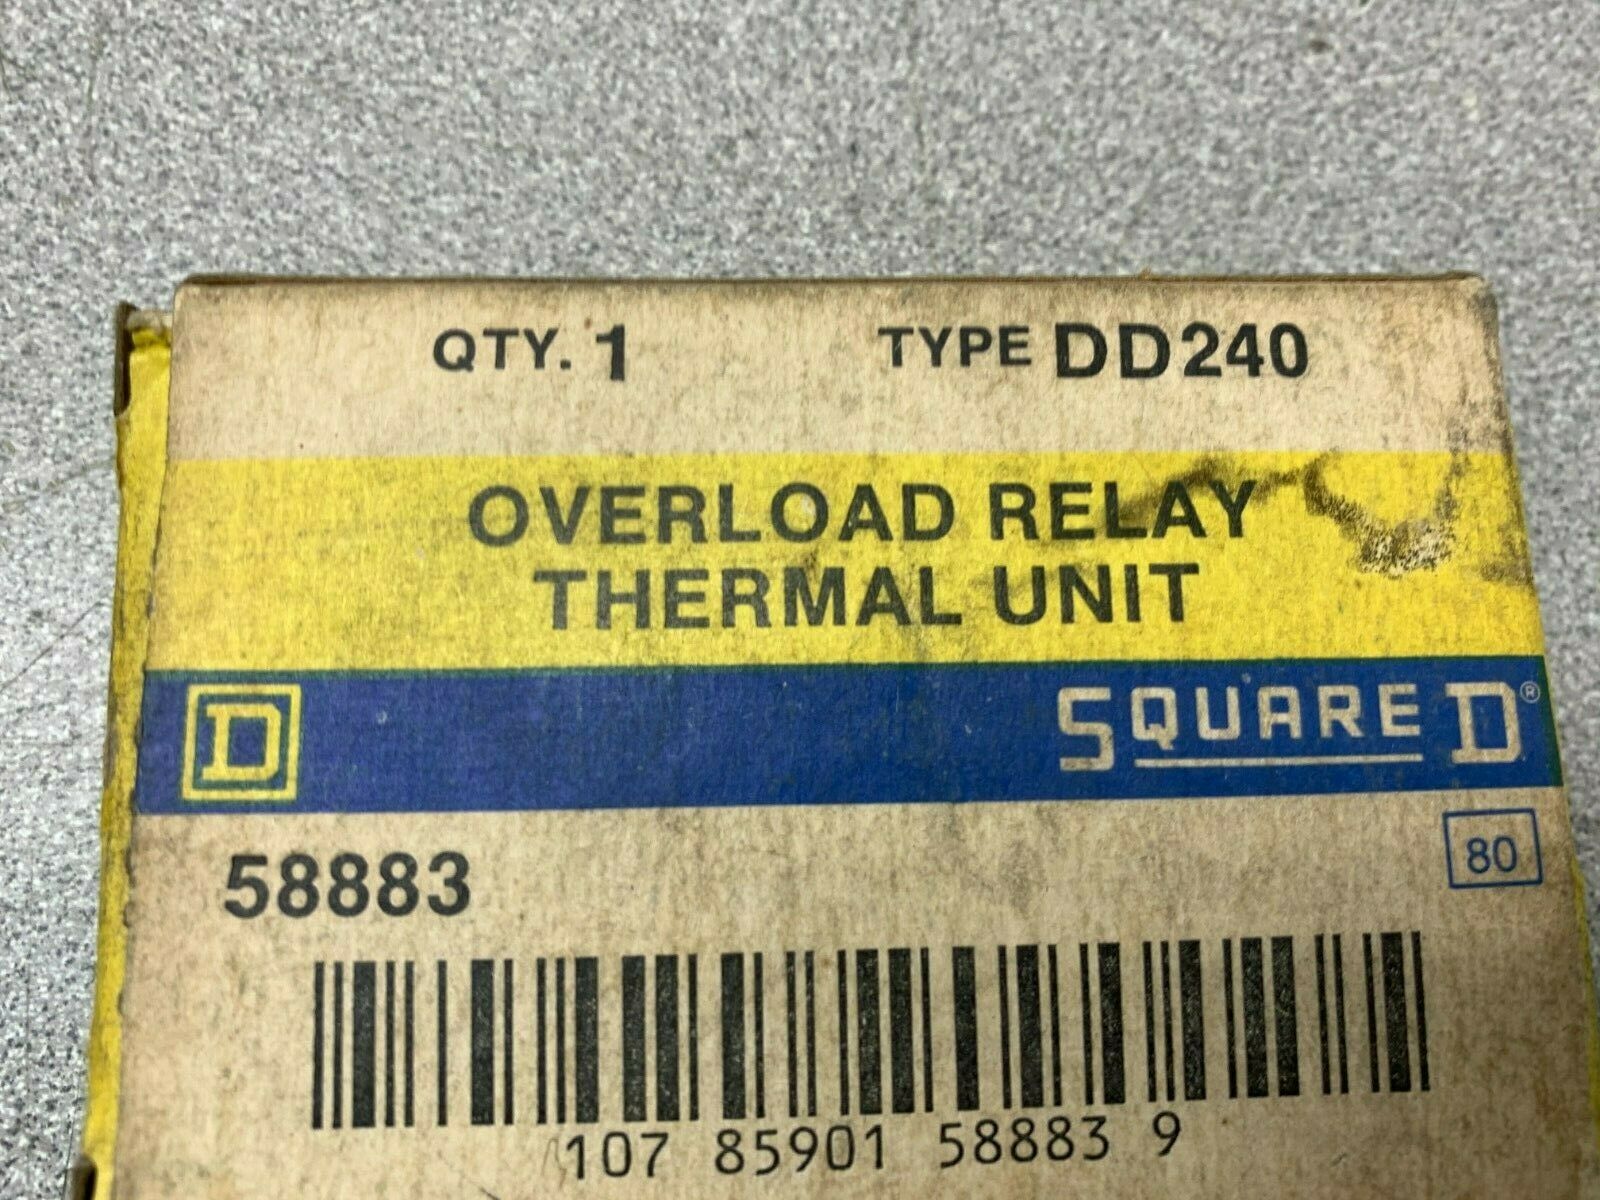 QTY. 1 TYPE DD240
OVERLOAD RELAY
THERMAL UNIT
D SQUARE D®
58883
80
107 85901 58883 9